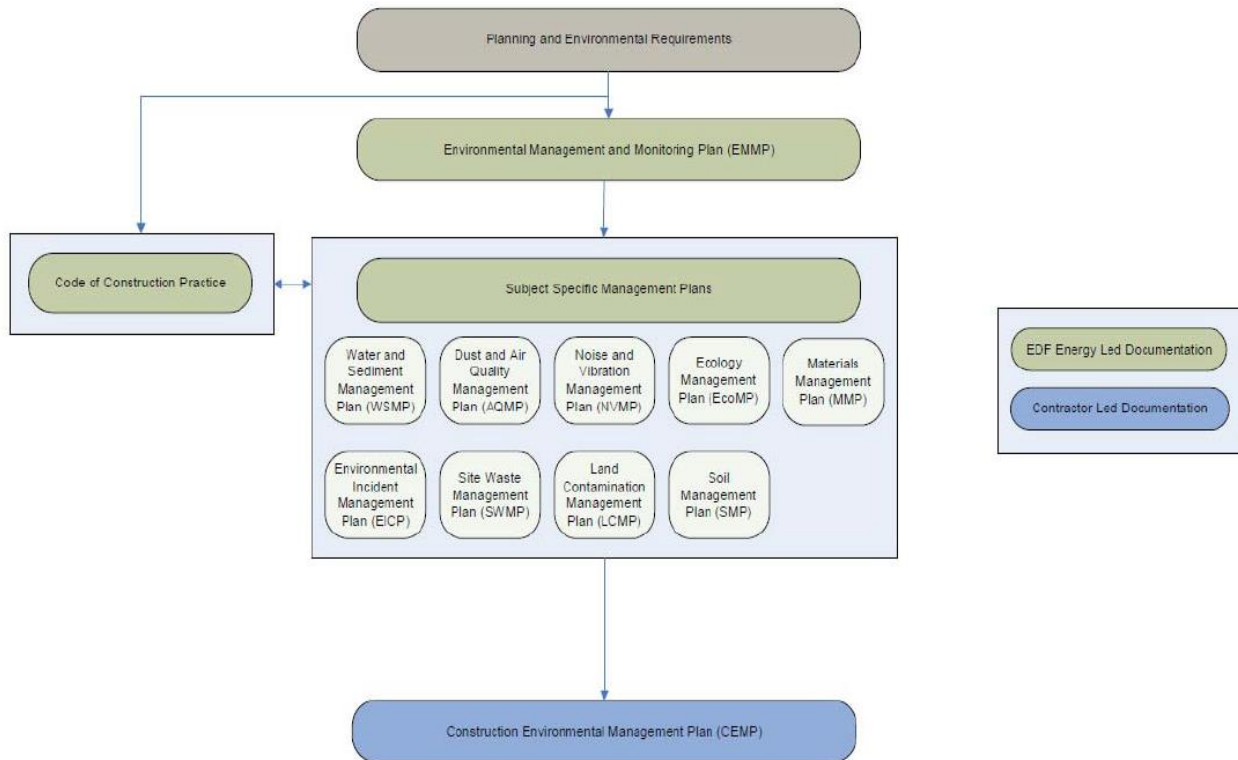 Planning and Environmental Requirements
Environmental Management and Monitoring Plan (EMMP)
Code of Construction Practice
Subject Specific Management Plans
Water and
Sediment
Management
Plan (WSMP)
Dust and Air
Quality
Management
Plan (AQMP)
Noise and
Vibration
Management
Plan (NVMP)
Ecology
Management
Plan (EcoMP)
Materials
Management
Plan (MMP)
Environmental
Incident
Management
Plan (EICP)
Site Waste
Management
Plan (SWMP)
Land
Contamination
Management
Plan (LCMP)
Soil
Management
Plan (SMP)
EDF Energy Led Documentation
Contractor Led Documentation
Construction Environmental Management Plan (CEMP)